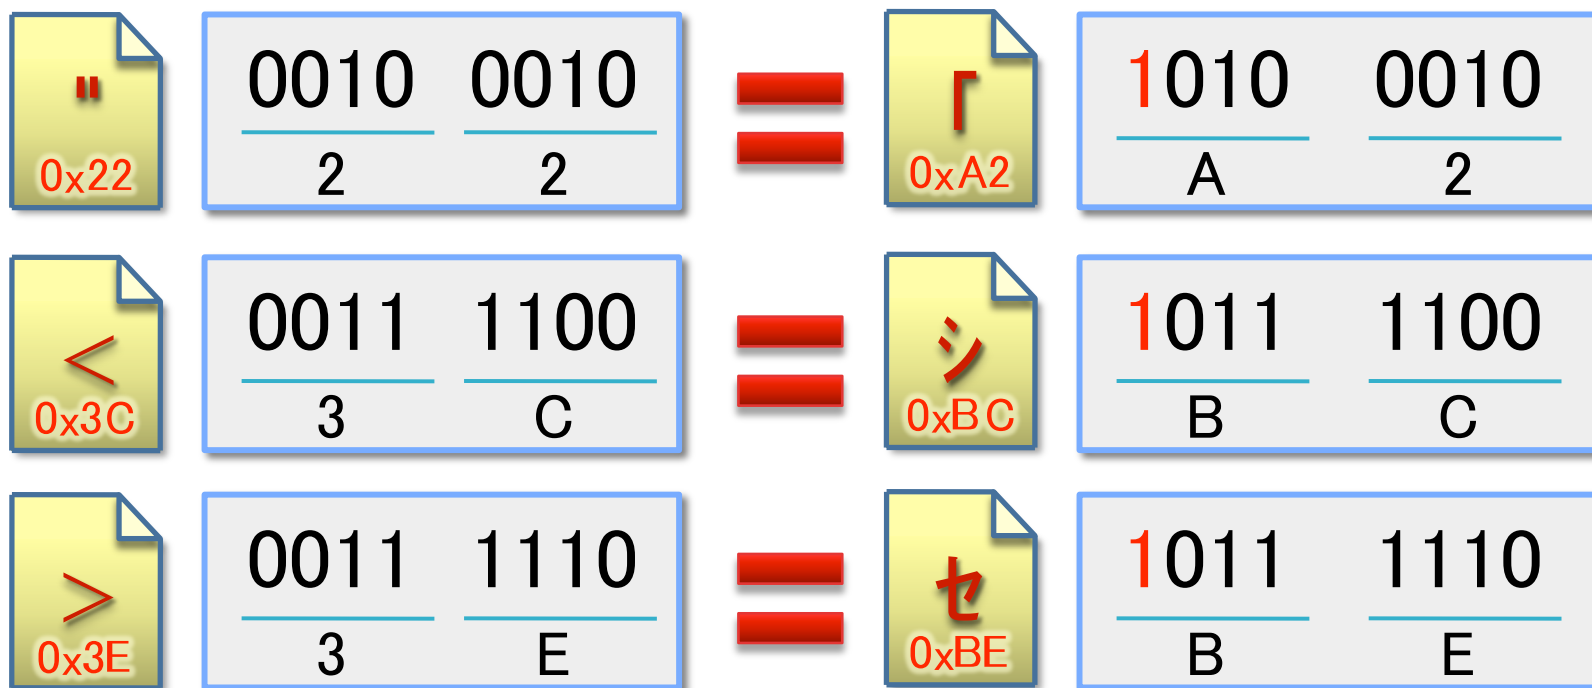 " 0010 0010 「 1010 0010
0x22 2 2 0xA2 A 2
< 0011 1100 シ 1011 1100
0x3C 3 C 0xBC B C
> 0011 1110 セ 1011 1110
0x3E 3 E 0xBE B E